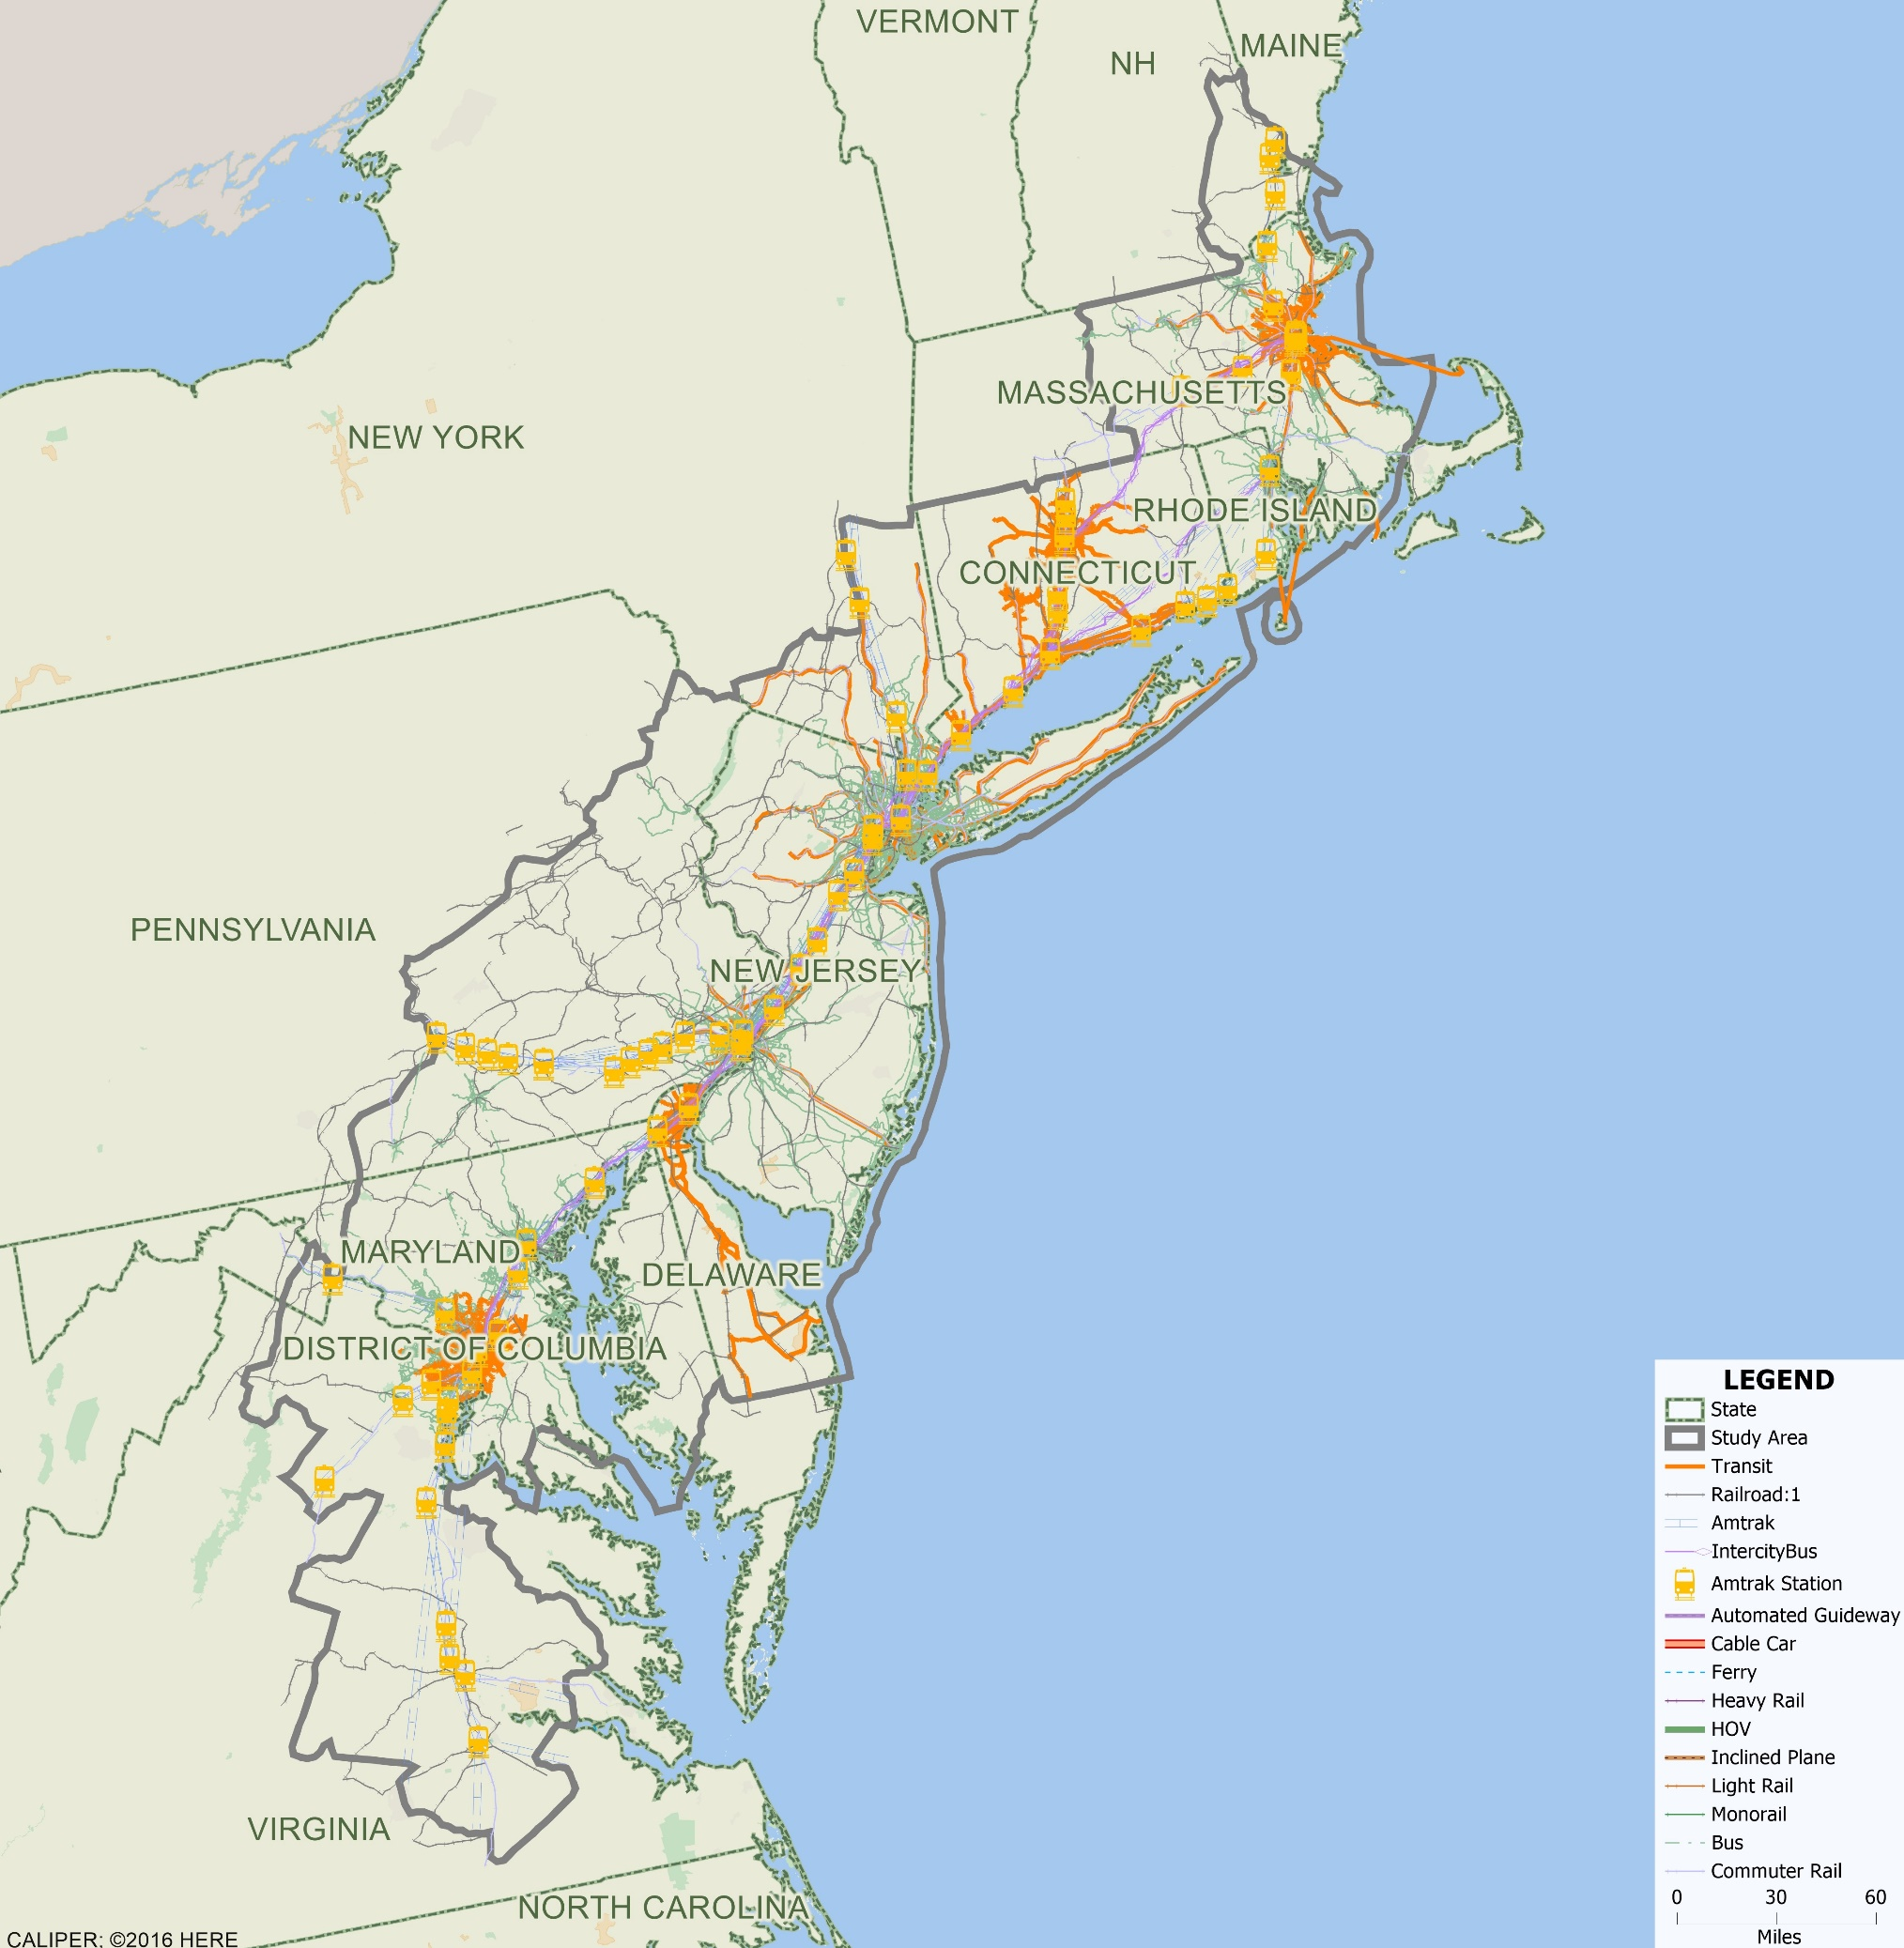 VERMONT
MAINE
NH
NEW YORK
MASSACHUSETTS
RHODE ISLAND
CONNECTICUT
PENNSYLVANIA
NEW JERSEY
MARYLAND
DELAWARE
DISTRICT OF COLUMBIA
VIRGINIA
NORTH CAROLINA
CALIPER; ©2016 HERE
LEGEND
State
Study Area
Transit
Railroad:1
Amtrak
IntercityBus
Amtrak Station
Automated Guideway
Cable Car
Ferry
Heavy Rail
HOV
Inclined Plane
Light Rail
Monorail
Bus
Commuter Rail
0 30 60
Miles